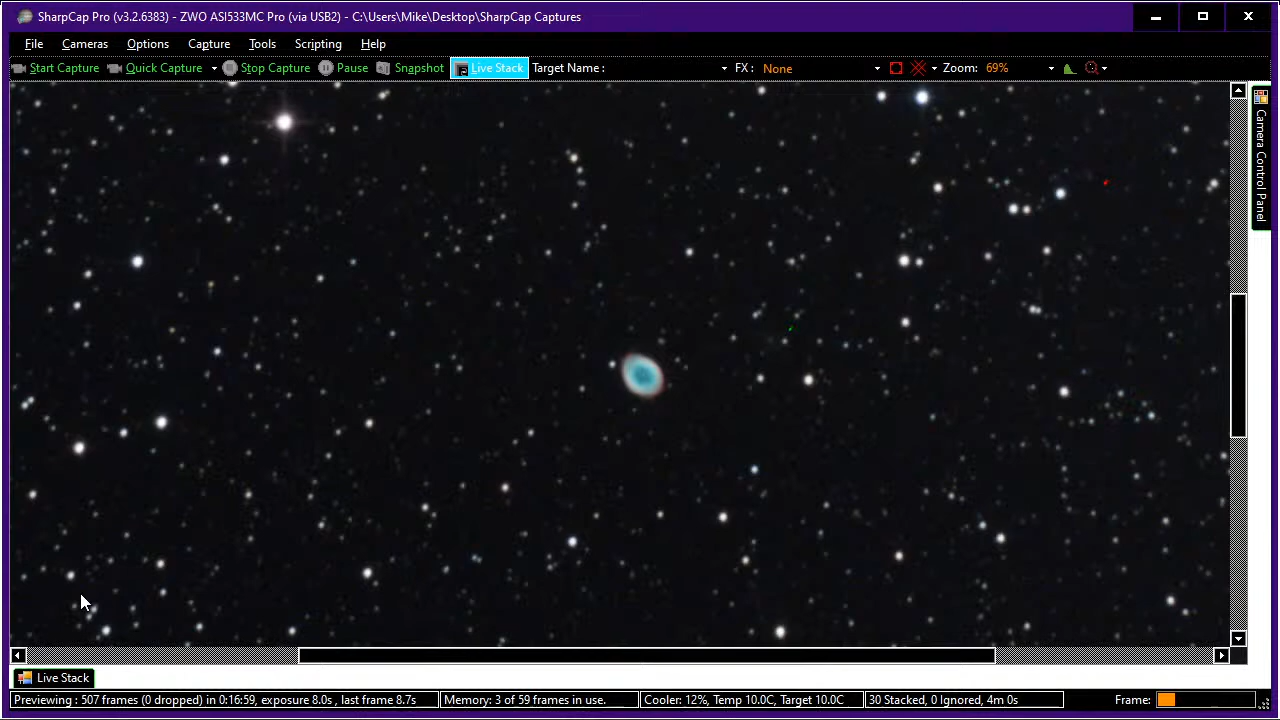 SharpCap Pro (v3.2.6383) - ZWO ASI533MC Pro (via USB2) - C:\Users\Mike\Desktop\SharpCap Captures
File Cameras Options Capture Tools Scripting Help
Start Capture Quick Capture Stop Capture Pause Snapshot Live Stack Target Name : FX : None Zoom: 69%
Camera Control Panel
Live Stack
Previewing : 507 frames (0 dropped) in 0:16:59, exposure 8.0s , last frame 8.7s Memory: 3 of 59 frames in use. Cooler: 12%, Temp 10.0C, Target 10.0C 30 Stacked, 0 Ignored, 4m 0s Frame: